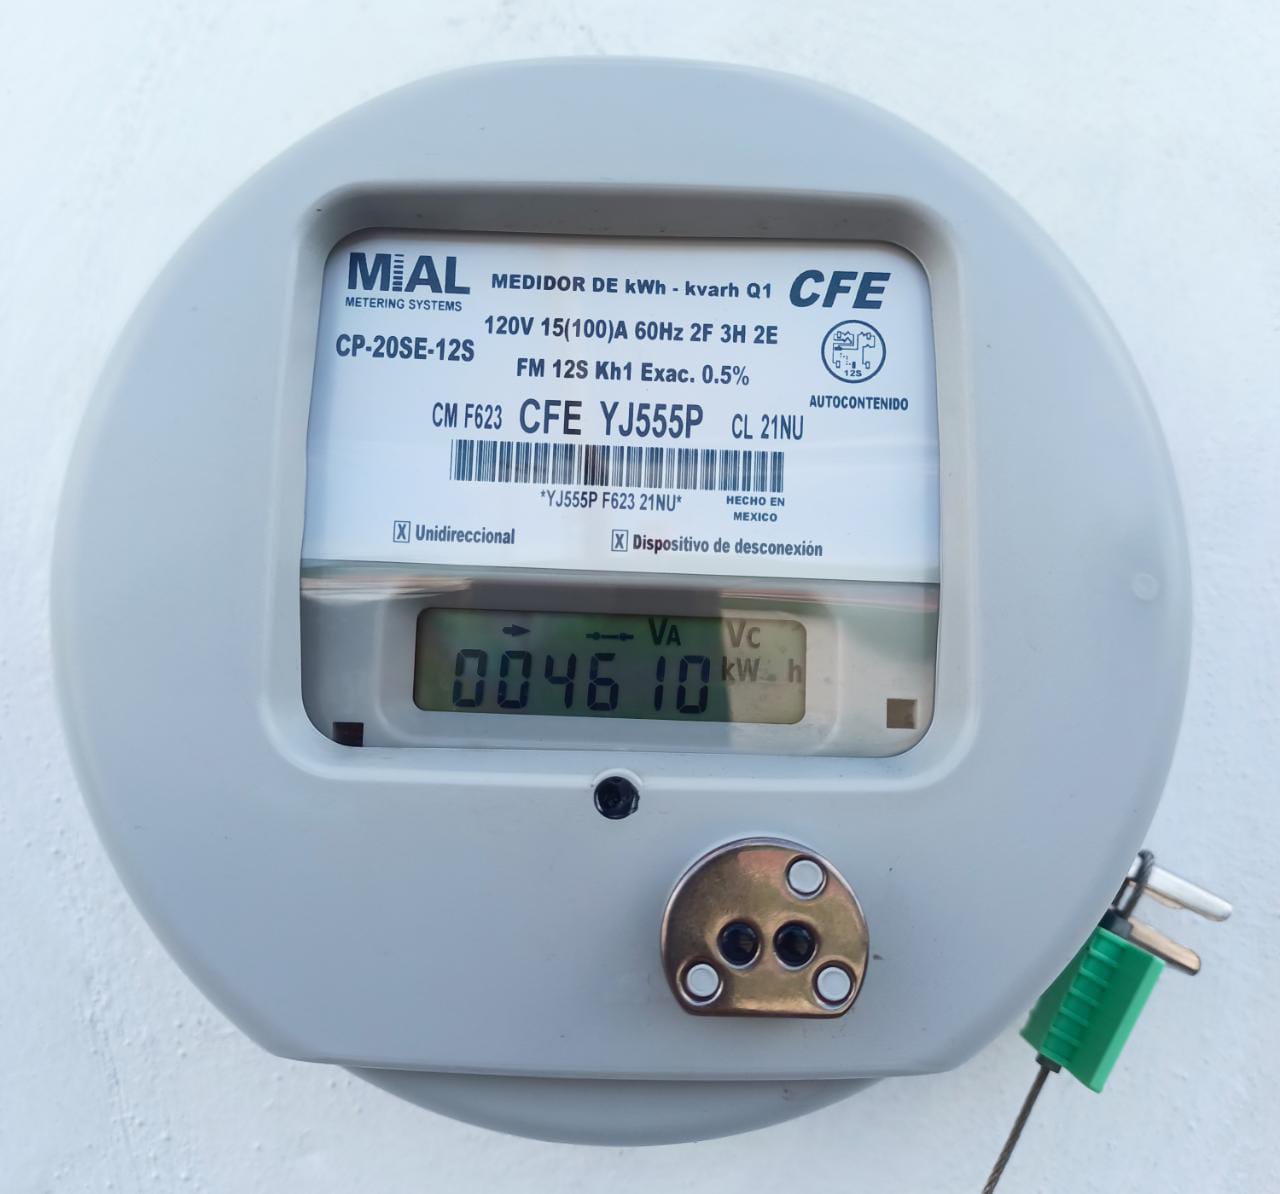 MIAL
METERING SYSTEMS
MEDIDOR DE kWh - kvarh Q1
CFE
120V 15(100)A 60Hz 2F 3H 2E
CP-20SE-12S
FM 12S Kh1 Exac. 0.5%
12S
AUTOCONTENIDO
CM F623 CFE YJ555P CL 21NU
*YJ555P F623 21NU*
HECHO EN
MEXICO
X Unidireccional
X Dispositivo de desconexión
VA VC
004610 kW h